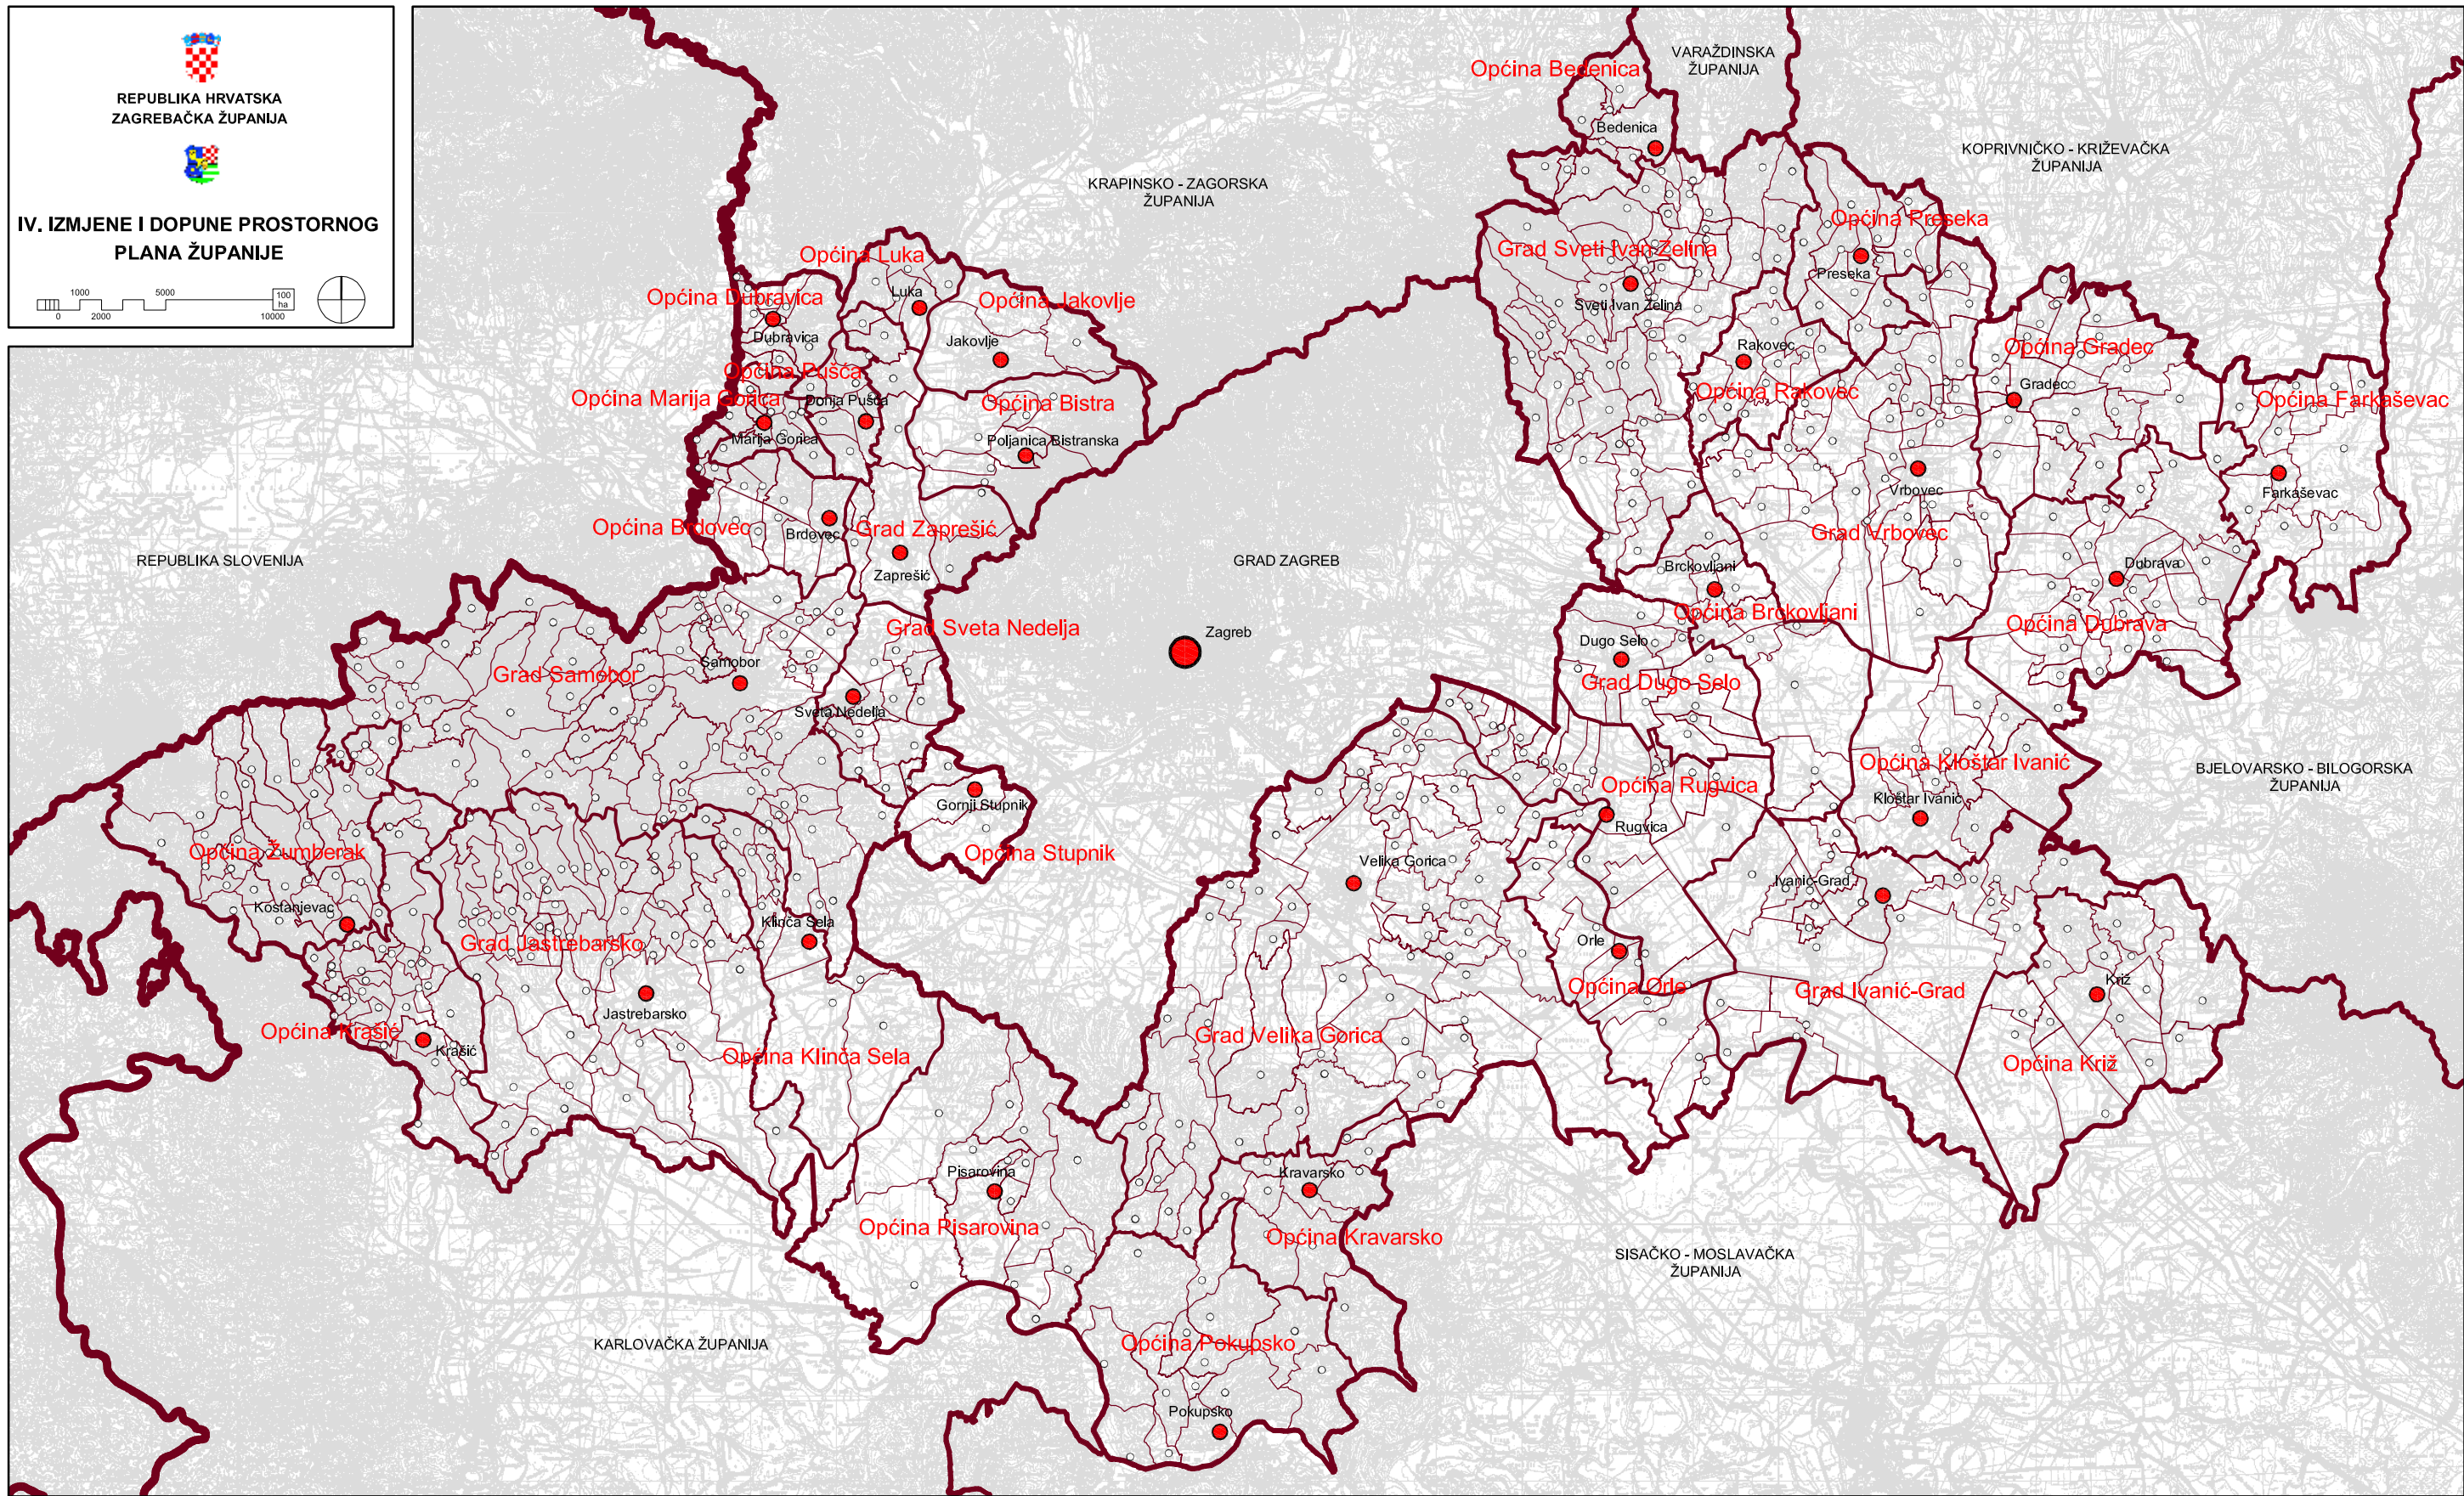 REPUBLIKA HRVATSKA
ZAGREBAČKA ŽUPANIJA
IV. IZMJENE I DOPUNE PROSTORNOG
PLANA ŽUPANIJE
1000
5000
100
ha
0
2000
10000
VARAŽDINSKA
ŽUPANIJA
Općina Bedenica
Bedenica
KOPRIVNIČKO - KRIŽEVAČKA
ŽUPANIJA
KRAPINSKO - ZAGORSKA
ŽUPANIJA
Općina Preseka
Preseka
Grad Sveti Ivan Zelina
Sveti Ivan Zelina
Općina Luka
Luka
Općina Dubravica
Dubravica
Općina Jakovlje
Jakovlje
Rakovec
Općina Rakovec
Općina Gradec
Gradec
Općina Farkaševac
Farkaševac
Općina Pušća
Donja Pušća
Općina Marija Gorica
Marija Gorica
Općina Bistra
Poljanica Bistranska
Vrbovec
Grad Vrbovec
Općina Brdovec
Brdovec
Grad Zaprešić
Zaprešić
REPUBLIKA SLOVENIJA
GRAD ZAGREB
Zagreb
Brckovljani
Općina Brckovljani
Dubrava
Općina Dubrava
Grad Sveta Nedelja
Sveta Nedelja
Grad Samobor
Samobor
Dugo Selo
Grad Dugo Selo
Općina Kloštar Ivanić
Kloštar Ivanić
BJELOVARSKO - BILOGORSKA
ŽUPANIJA
Općina Rugvica
Rugvica
Gornji Stupnik
Općina Stupnik
Općina Žumberak
Kostanjevac
Velika Gorica
Grad Velika Gorica
Ivanić-Grad
Grad Ivanić-Grad
Klinča Sela
Općina Klinča Sela
Grad Jastrebarsko
Jastrebarsko
Orle
Općina Orle
Križ
Općina Križ
Općina Krašić
Krašić
Pisarovina
Općina Pisarovina
Kravarsko
Općina Kravarsko
SISAČKO - MOSLAVAČKA
ŽUPANIJA
KARLOVAČKA ŽUPANIJA
Općina Pokupsko
Pokupsko